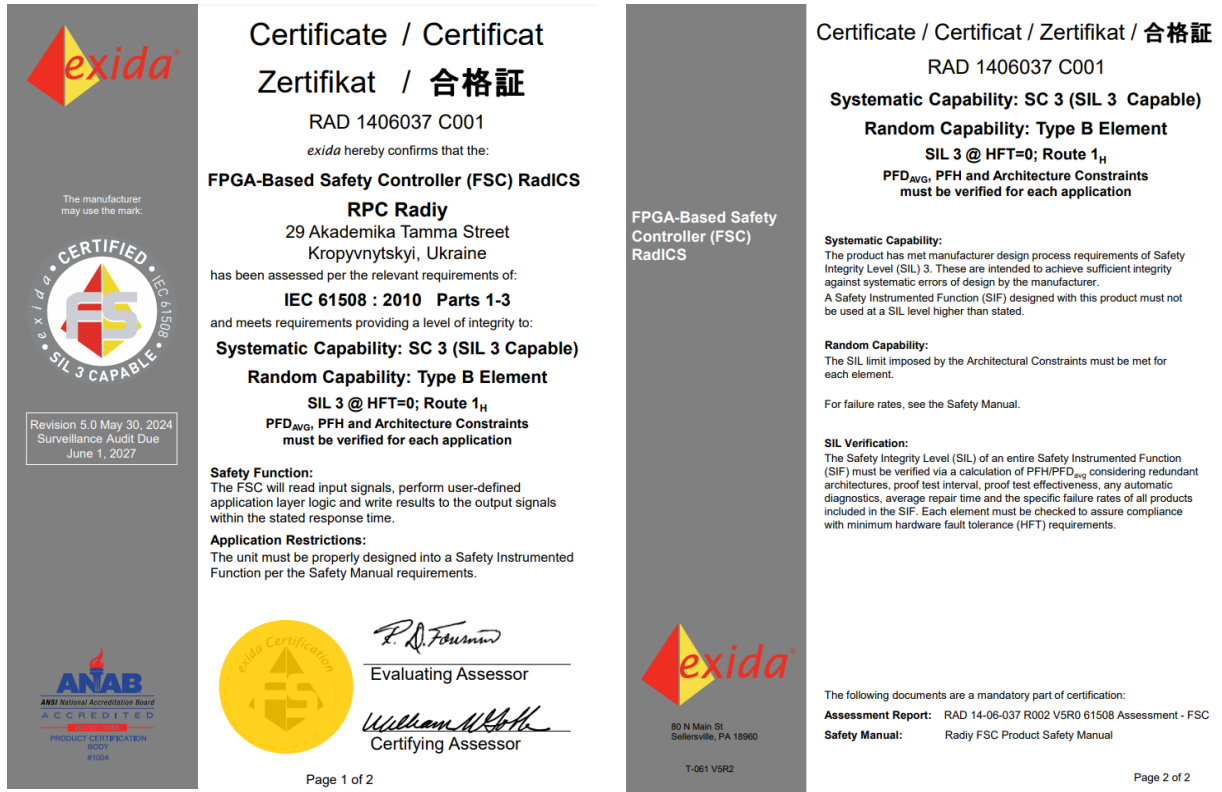 exida®
The manufacturer
may use the mark:
CERTIFIED
exida
IEC 61508
FS
SIL 3 CAPABLE
Revision 5.0 May 30, 2024
Surveillance Audit Due
June 1, 2027
ANAB
ANSI National Accreditation Board
ACCREDITED
PRODUCT CERTIFICATION
BODY
#1004
Certificate / Certificat
Zertifikat / 合格証
RAD 1406037 C001
exida hereby confirms that the:
FPGA-Based Safety Controller (FSC) RadICS
RPC Radiy
29 Akademika Tamma Street
Kropyvnytskyi, Ukraine
has been assessed per the relevant requirements of:
IEC 61508 : 2010 Parts 1-3
and meets requirements providing a level of integrity to:
Systematic Capability: SC 3 (SIL 3 Capable)
Random Capability: Type B Element
SIL 3 @ HFT=0; Route 1H
PFDAVG, PFH and Architecture Constraints
must be verified for each application
Safety Function:
The FSC will read input signals, perform user-defined
application layer logic and write results to the output signals
within the stated response time.
Application Restrictions:
The unit must be properly designed into a Safety Instrumented
Function per the Safety Manual requirements.
exida Certification
FS
Evaluating Assessor
Certifying Assessor
Page 1 of 2
FPGA-Based Safety
Controller (FSC)
RadICS
exida®
80 N Main St
Sellersville, PA 18960
T-061 V5R2
Certificate / Certificat / Zertifikat / 合格証
RAD 1406037 C001
Systematic Capability: SC 3 (SIL 3 Capable)
Random Capability: Type B Element
SIL 3 @ HFT=0; Route 1H
PFDAVG, PFH and Architecture Constraints
must be verified for each application
Systematic Capability:
The product has met manufacturer design process requirements of Safety
Integrity Level (SIL) 3. These are intended to achieve sufficient integrity
against systematic errors of design by the manufacturer.
A Safety Instrumented Function (SIF) designed with this product must not
be used at a SIL level higher than stated.
Random Capability:
The SIL limit imposed by the Architectural Constraints must be met for
each element.
For failure rates, see the Safety Manual.
SIL Verification:
The Safety Integrity Level (SIL) of an entire Safety Instrumented Function
(SIF) must be verified via a calculation of PFH/PFDavg considering redundant
architectures, proof test interval, proof test effectiveness, any automatic
diagnostics, average repair time and the specific failure rates of all products
included in the SIF. Each element must be checked to assure compliance
with minimum hardware fault tolerance (HFT) requirements.
The following documents are a mandatory part of certification:
Assessment Report: RAD 14-06-037 R002 V5R0 61508 Assessment - FSC
Safety Manual: Radiy FSC Product Safety Manual
Page 2 of 2